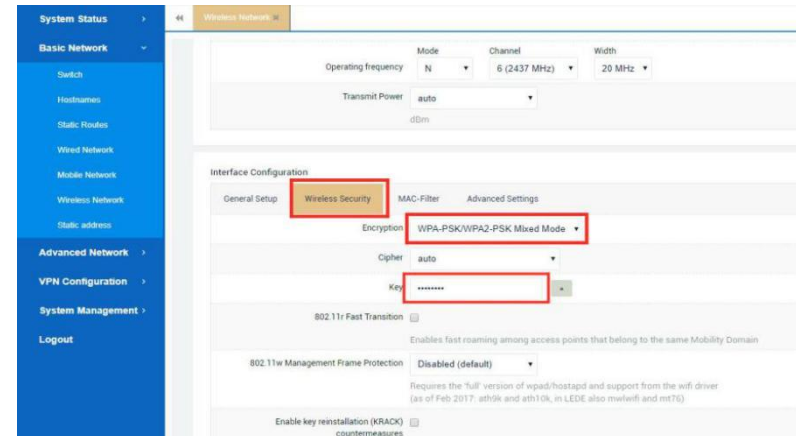 System Status
Wireless Network
Basic Network
Switch
Hostnames
Static Routes
Wired Network
Mobile Network
Wireless Network
Static address
Advanced Network
VPN Configuration
System Management
Logout
Mode Channel Width
Operating frequency N 6 (2437 MHz) 20 MHz
Transmit Power auto
dBm
Interface Configuration
General Setup Wireless Security MAC-Filter Advanced Settings
Encryption WPA-PSK/WPA2-PSK Mixed Mode
Cipher auto
Key ••••••••
802.11r Fast Transition
Enables fast roaming among access points that belong to the same Mobility Domain
802.11w Management Frame Protection Disabled (default)
Requires the 'full' version of wpad/hostapd and support from the wifi driver
(as of Feb 2017: ath9k and ath10k, in LEDE also mwlwifi and mt76)
Enable key reinstallation (KRACK)
countermeasures